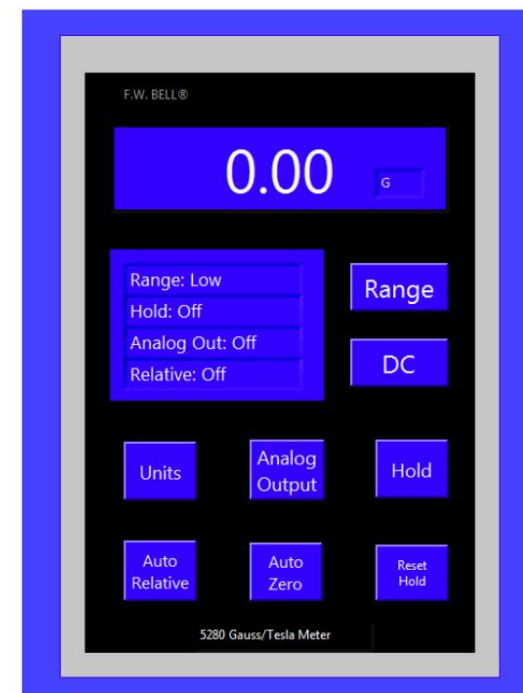 F.W. BELL®
0.00 G
Range: Low
Hold: Off
Analog Out: Off
Relative: Off
Range
DC
Units
Analog
Output
Hold
Auto
Relative
Auto
Zero
Reset
Hold
5280 Gauss/Tesla Meter